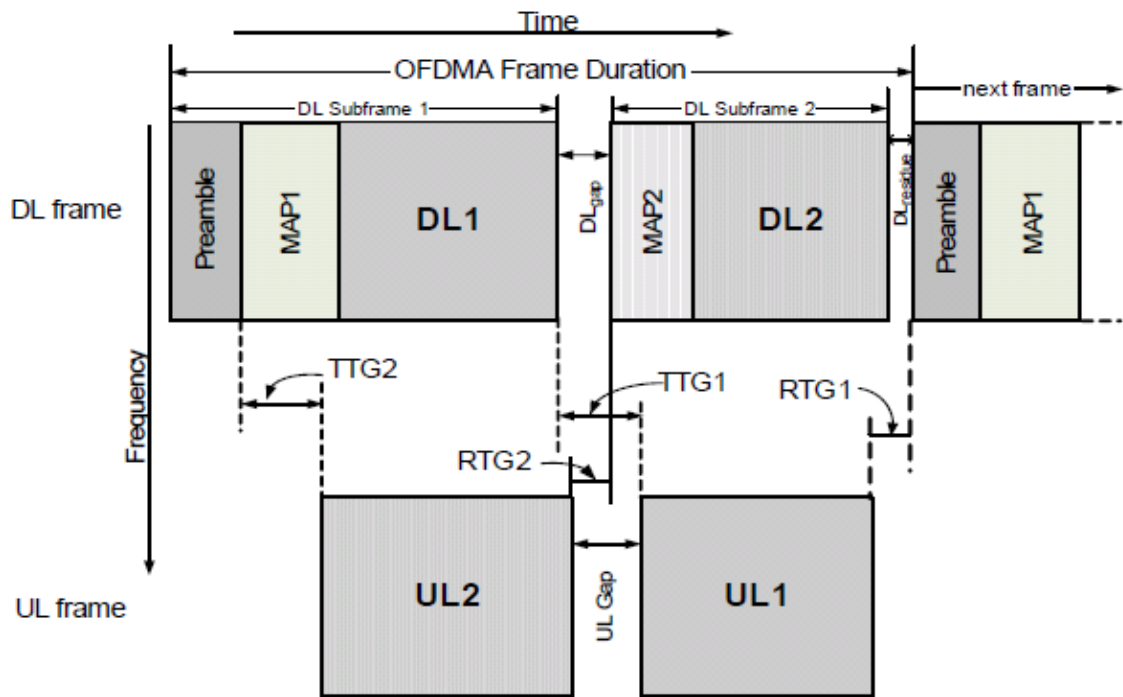 Time
OFDMA Frame Duration
next frame
DL Subframe 1
DL Subframe 2
DL frame
Preamble
MAP1
DL1
DLgap
MAP2
DL2
DLresidue
Preamble
MAP1
Frequency
TTG2
TTG1
RTG1
RTG2
UL frame
UL2
UL Gap
UL1